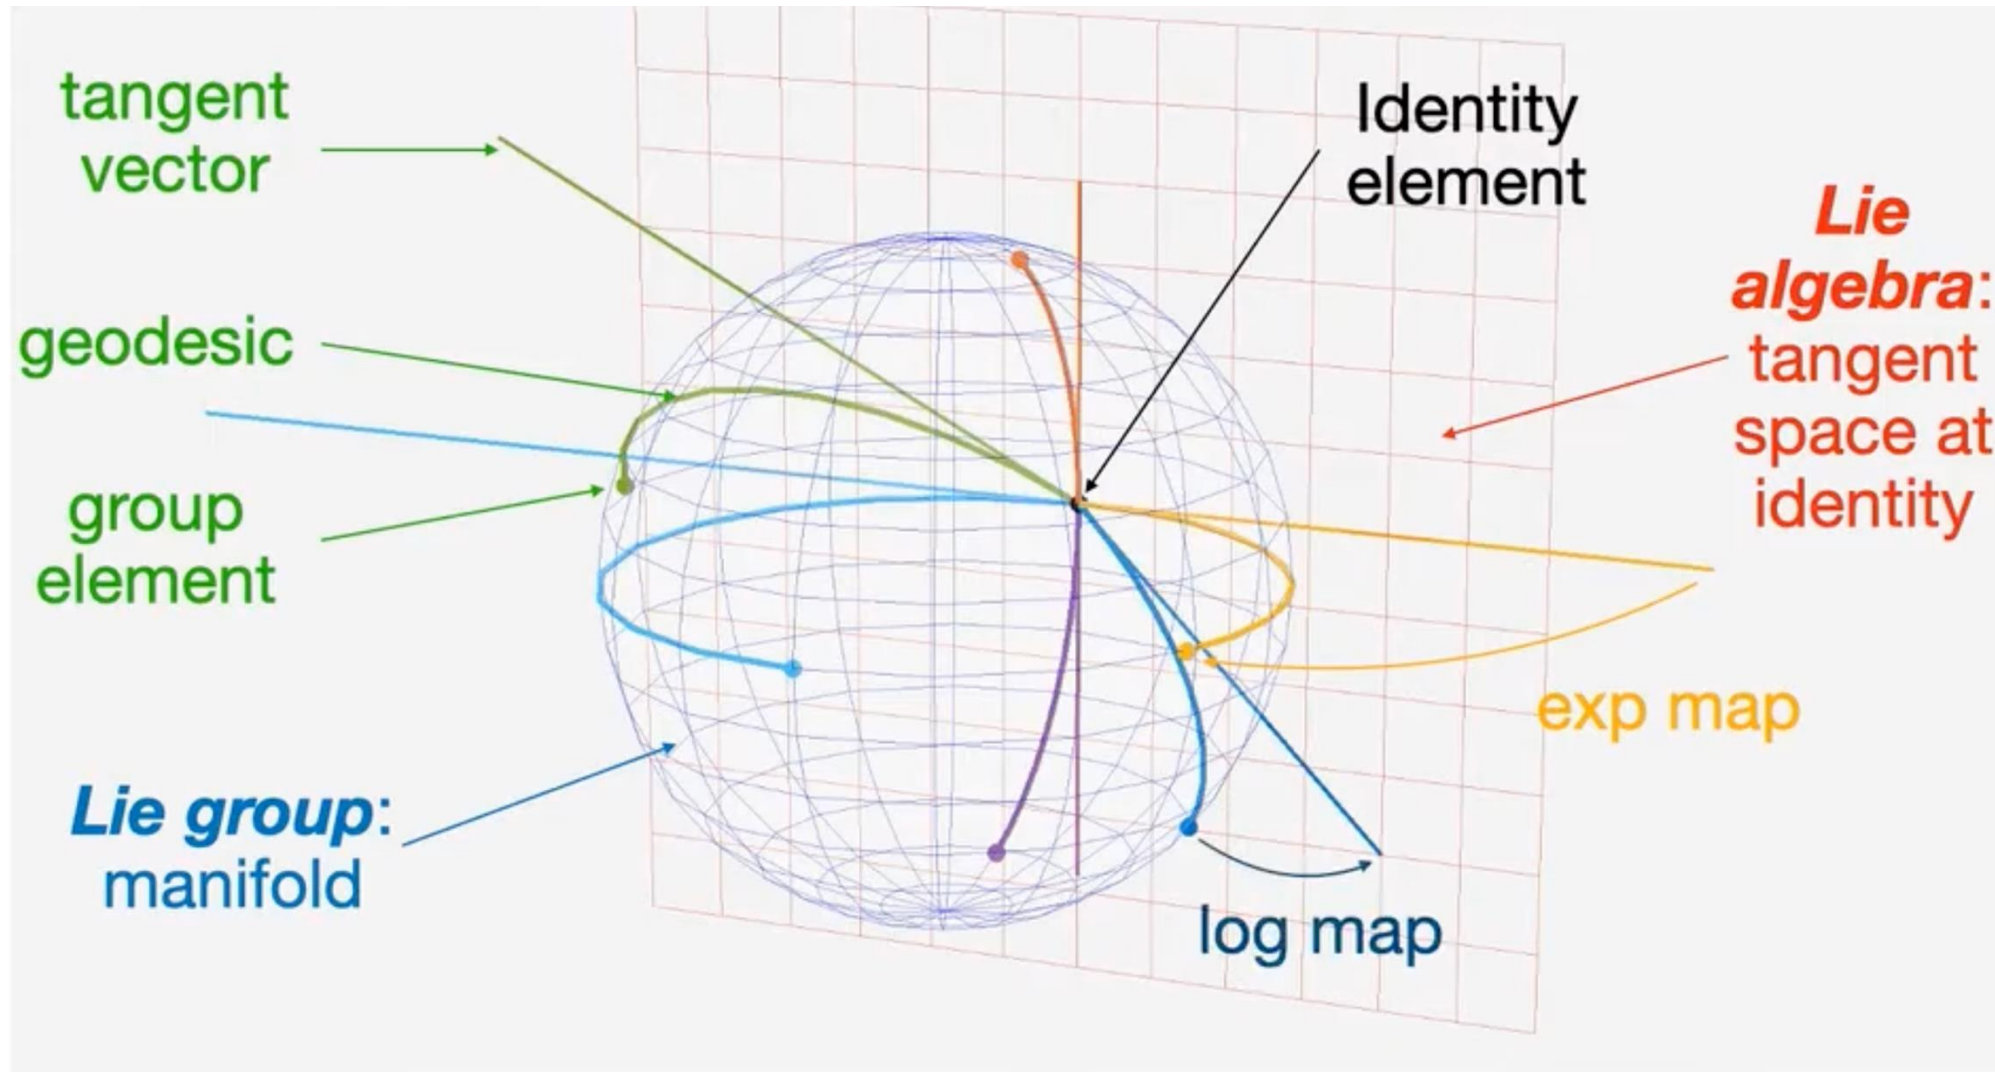 tangent
vector
geodesic
group
element
Lie group:
manifold
Identity
element
Lie
algebra:
tangent
space at
identity
exp map
log map